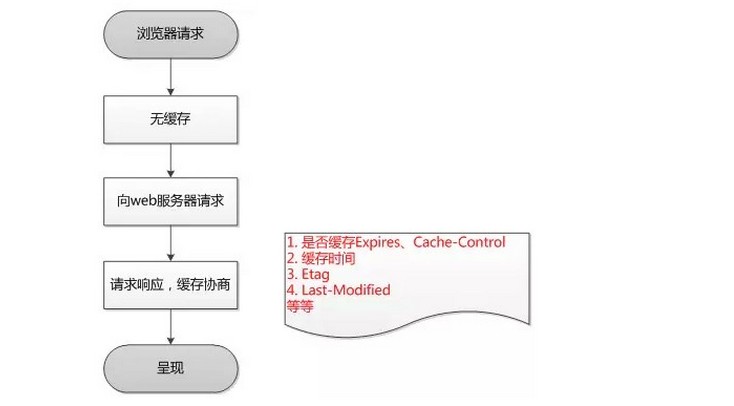 浏览器请求
无缓存
向web服务器请求
请求响应，缓存协商
呈现
1. 是否缓存Expires、Cache-Control
2. 缓存时间
3. Etag
4. Last-Modified
等等